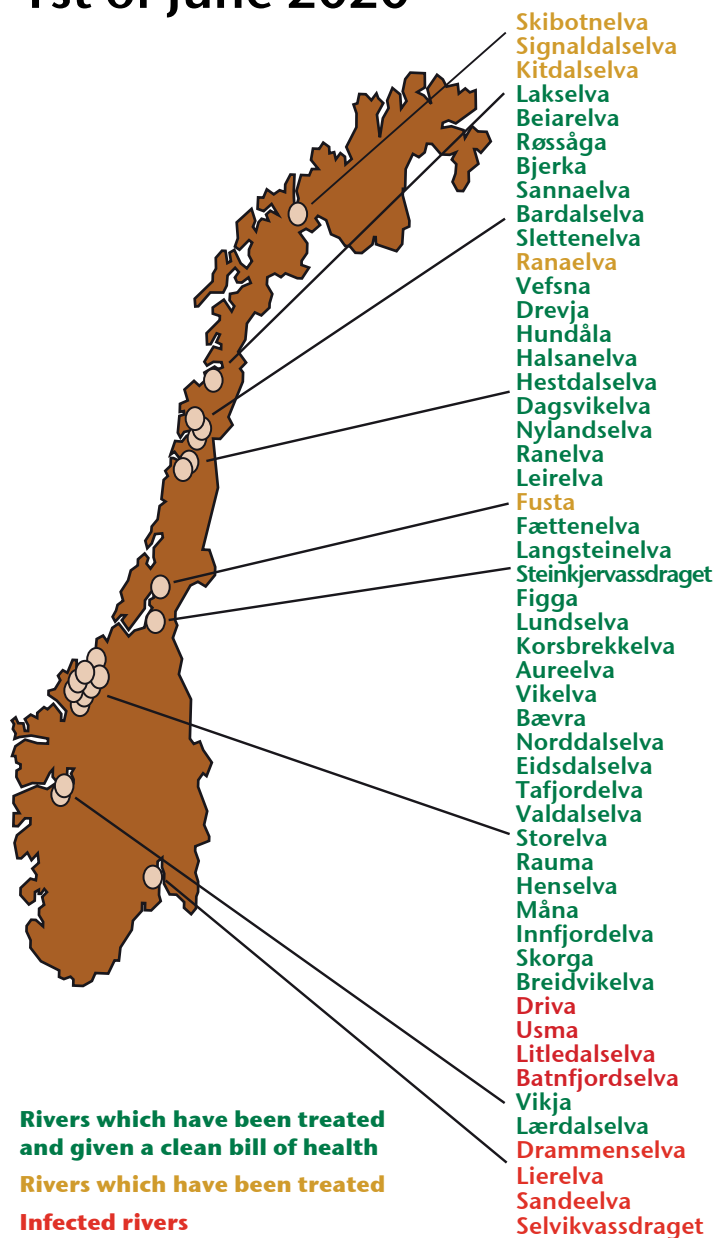 1st of June 2020
Skibotnelva
Signaldalselva
Kitdalselva
Lakselva
Beiarelva
Røssåga
Bjerka
Sannaelva
Bardalselva
Slettenelva
Ranaelva
Vefsna
Drevja
Hundåla
Halsanelva
Hestdalselva
Dagsvikelva
Nylandselva
Ranelva
Leirelva
Fusta
Fættenelva
Langsteinelva
Steinkjervassdraget
Figga
Lundselva
Korsbrekkelva
Aureelva
Vikelva
Bævra
Norddalselva
Eidsdalselva
Tafjordelva
Valdalselva
Storelva
Rauma
Henselva
Måna
Innfjordelva
Skorga
Breidvikelva
Driva
Usma
Litledalselva
Batnfjordselva
Vikja
Lærdalselva
Drammenselva
Lierelva
Sandeelva
Selvikvassdraget
Rivers which have been treated
and given a clean bill of health
Rivers which have been treated
Infected rivers